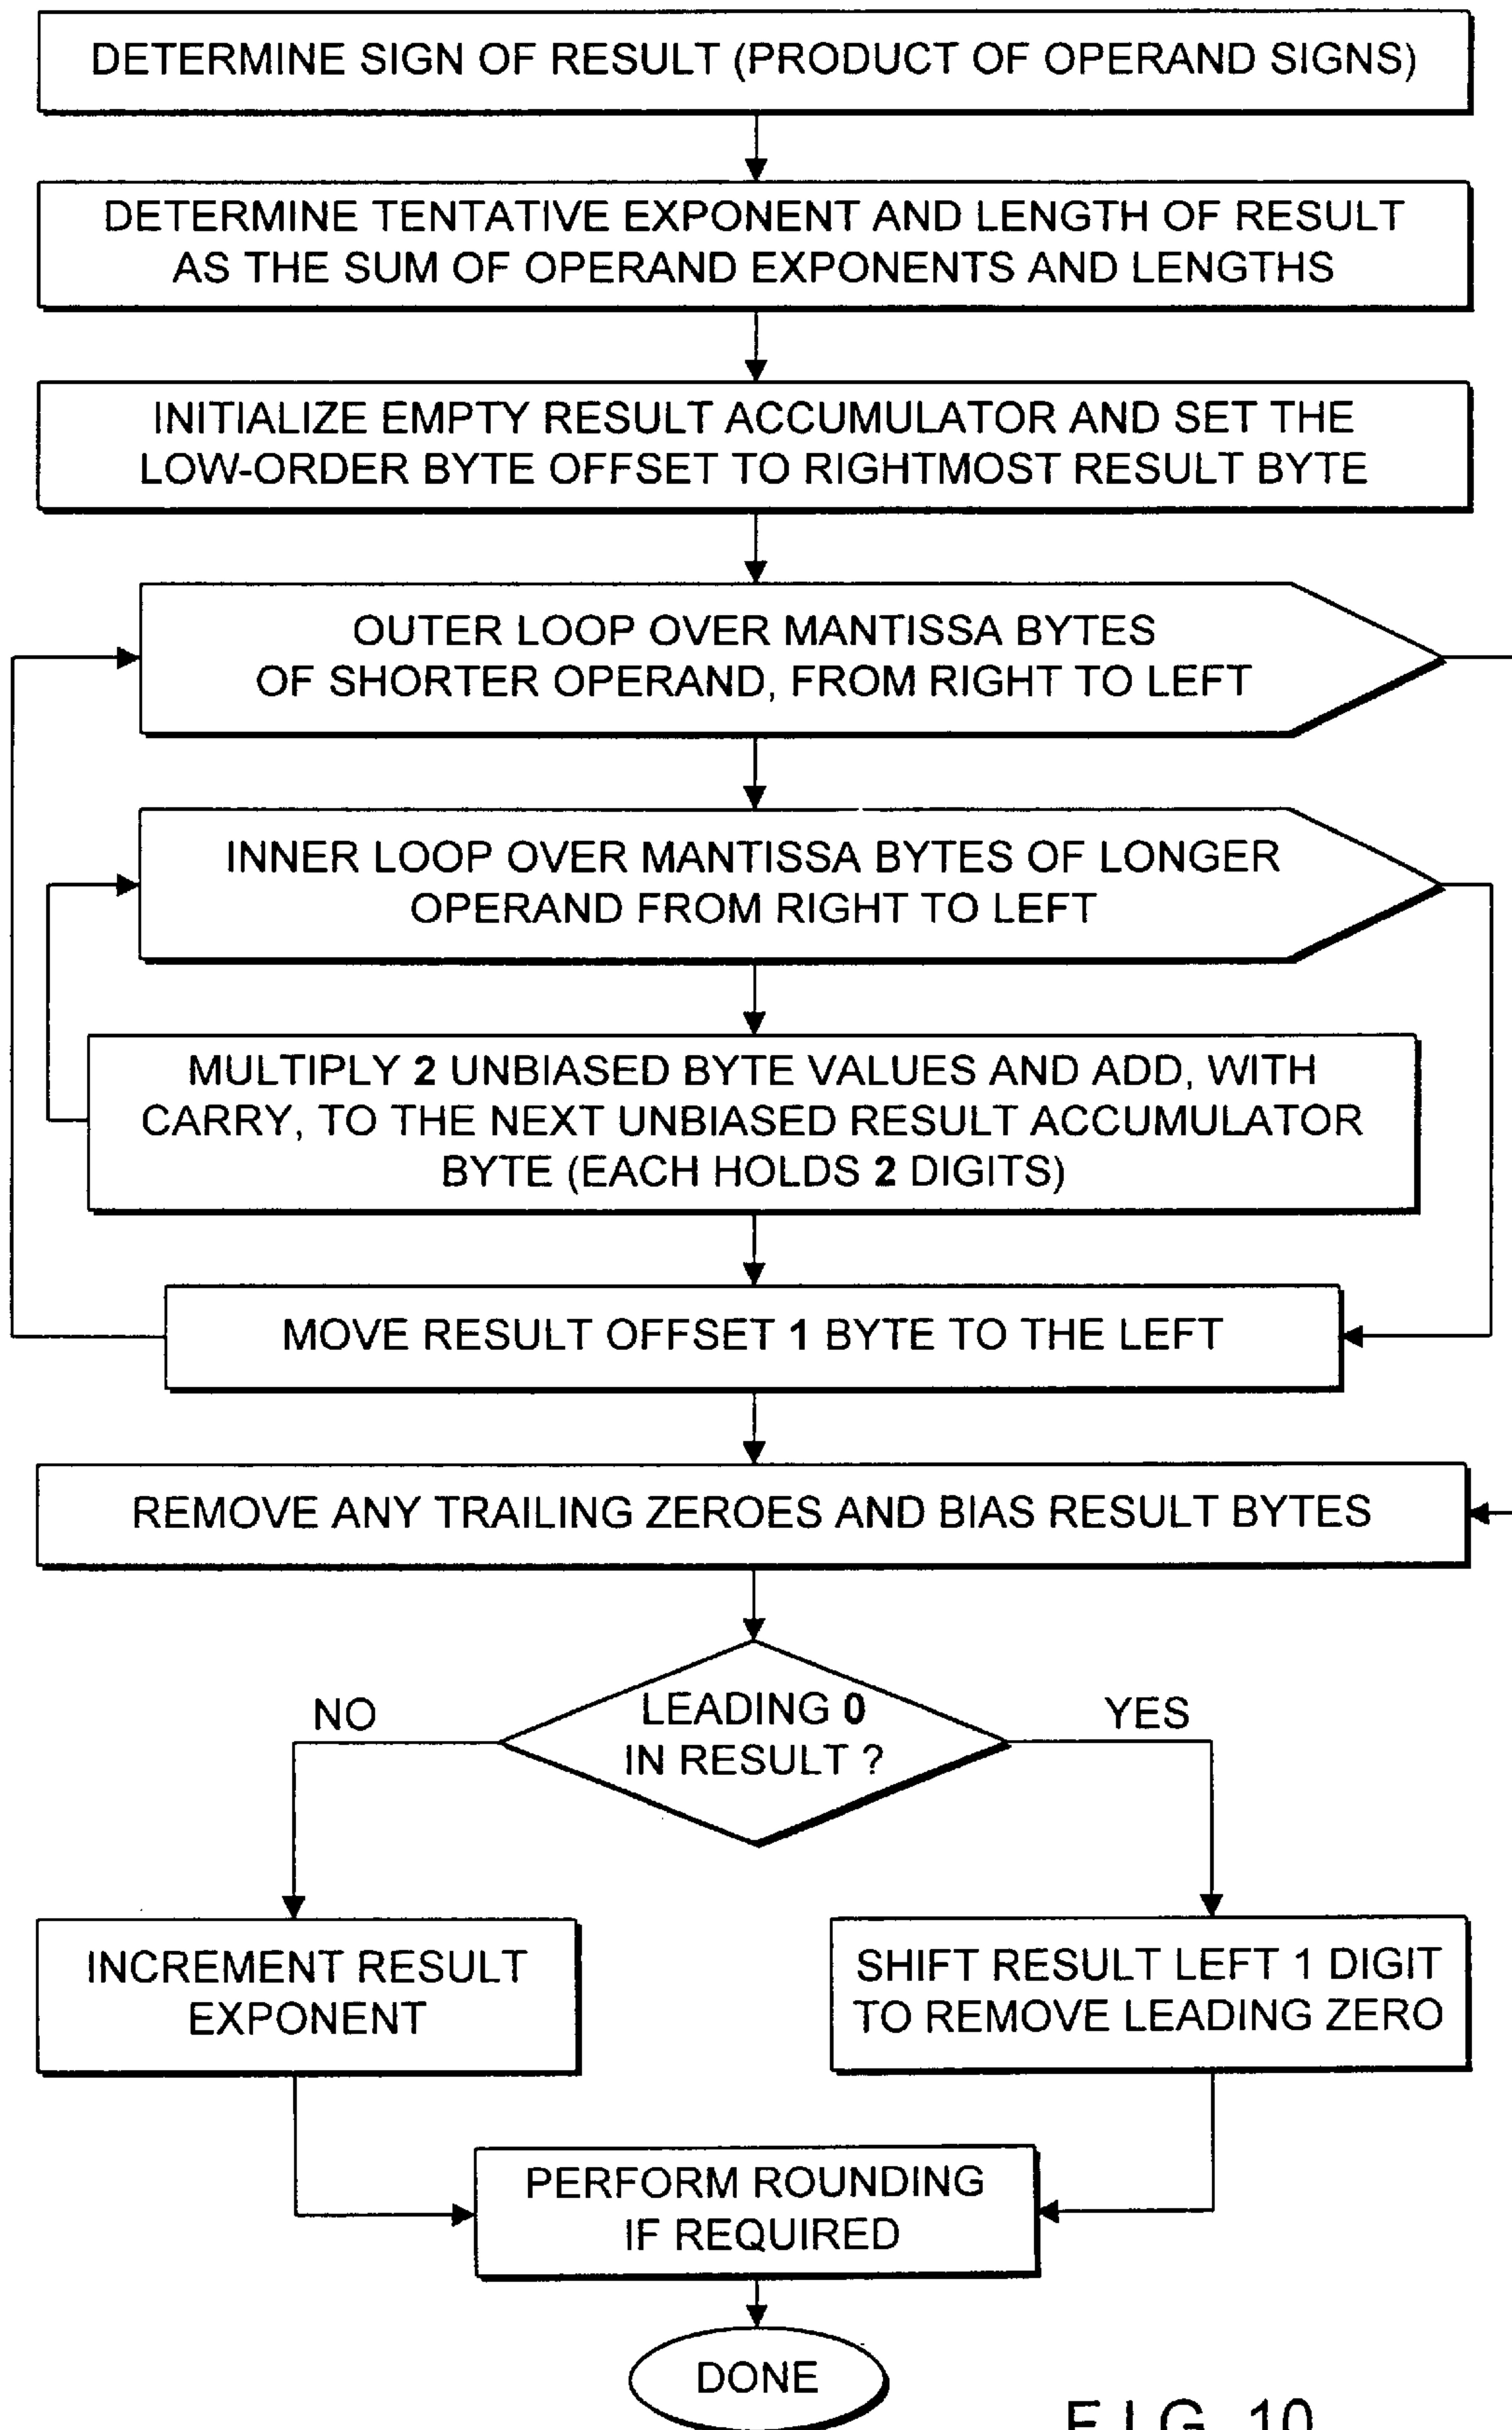 DETERMINE SIGN OF RESULT (PRODUCT OF OPERAND SIGNS)
DETERMINE TENTATIVE EXPONENT AND LENGTH OF RESULT
AS THE SUM OF OPERAND EXPONENTS AND LENGTHS
INITIALIZE EMPTY RESULT ACCUMULATOR AND SET THE
LOW-ORDER BYTE OFFSET TO RIGHTMOST RESULT BYTE
OUTER LOOP OVER MANTISSA BYTES
OF SHORTER OPERAND, FROM RIGHT TO LEFT
INNER LOOP OVER MANTISSA BYTES OF LONGER
OPERAND FROM RIGHT TO LEFT
MULTIPLY 2 UNBIASED BYTE VALUES AND ADD, WITH
CARRY, TO THE NEXT UNBIASED RESULT ACCUMULATOR
BYTE (EACH HOLDS 2 DIGITS)
MOVE RESULT OFFSET 1 BYTE TO THE LEFT
REMOVE ANY TRAILING ZEROES AND BIAS RESULT BYTES
LEADING 0
IN RESULT ?
NO
YES
INCREMENT RESULT
EXPONENT
SHIFT RESULT LEFT 1 DIGIT
TO REMOVE LEADING ZERO
PERFORM ROUNDING
IF REQUIRED
DONE
FIG. 10